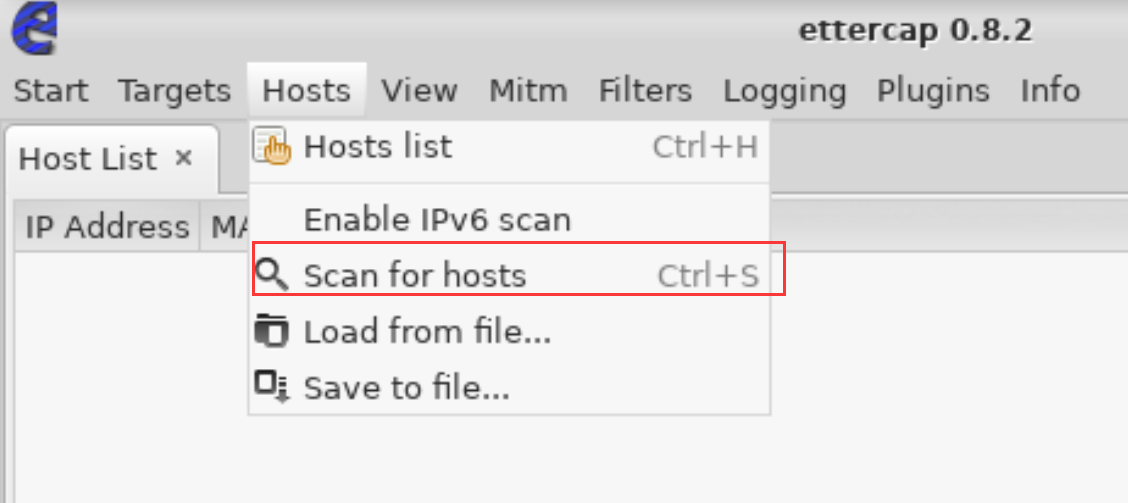 ettercap 0.8.2
Start Targets Hosts View Mitm Filters Logging Plugins Info
Host List ×
Hosts list Ctrl+H
IP Address MA
Enable IPv6 scan
Scan for hosts Ctrl+S
Load from file...
Save to file...